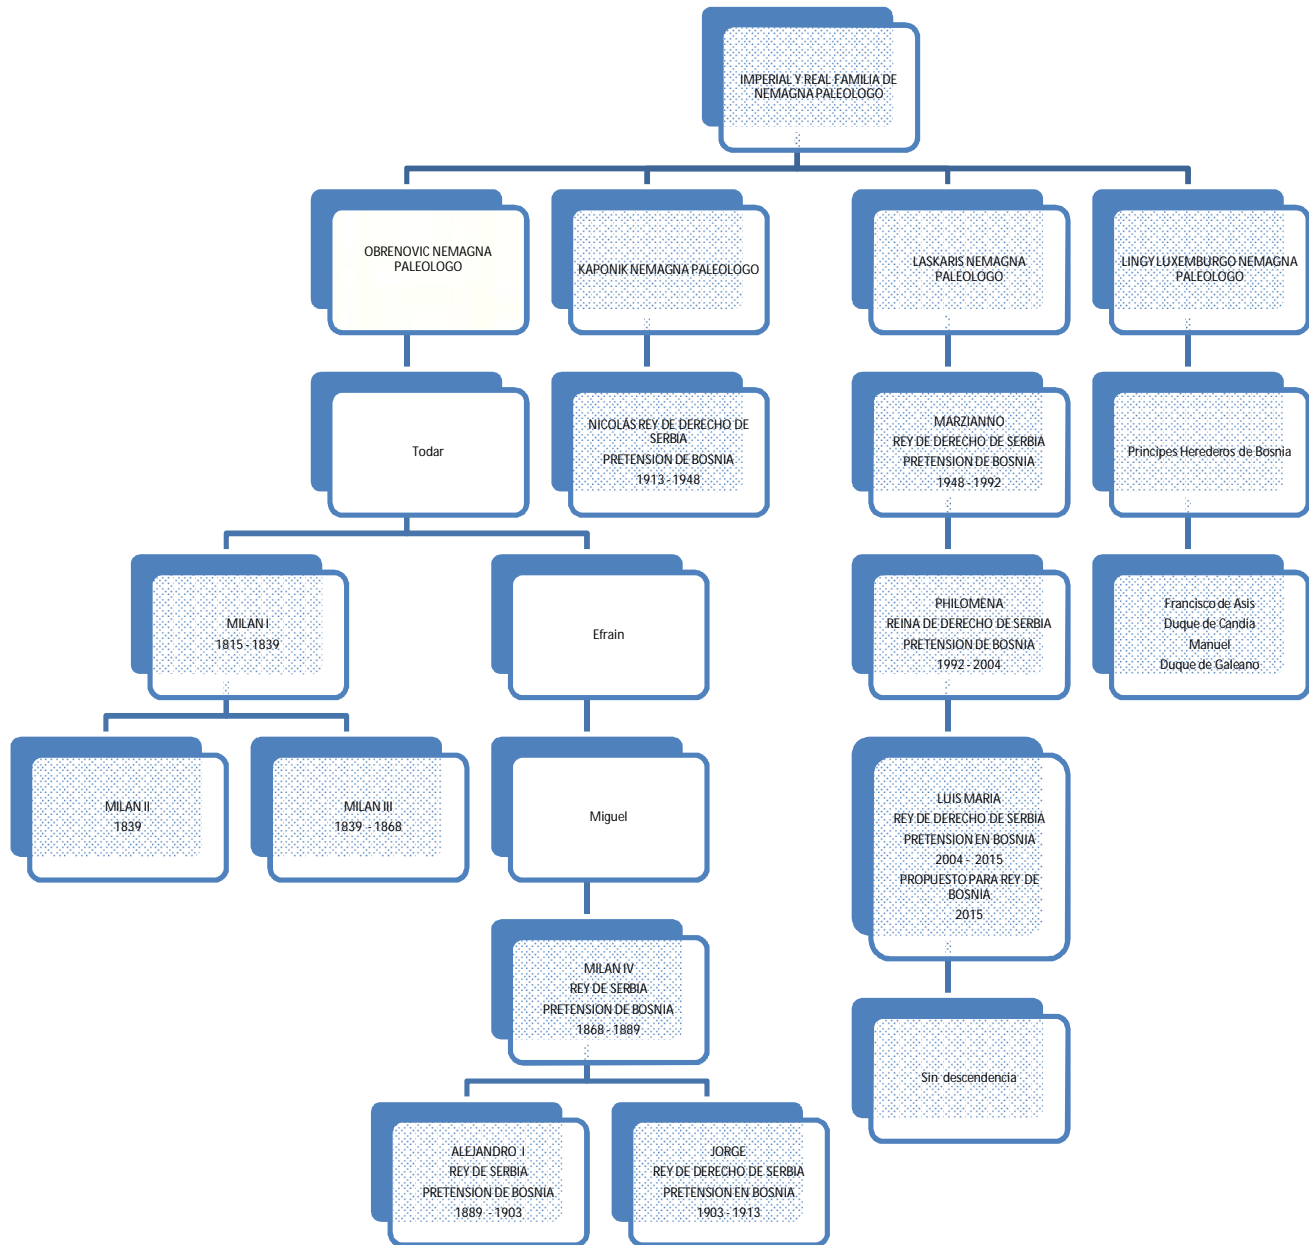 IMPERIAL Y REAL FAMILIA DE
NEMAGNA PALEOLOGO
OBRENOVIC NEMAGNA
PALEOLOGO
KAPONIK NEMAGNA PALEOLOGO
LASKARIS NEMAGNA
PALEOLOGO
LINGY LUXEMBURGO NEMAGNA
PALEOLOGO
Todar
NICOLÁS REY DE DERECHO DE
SERBIA
PRETENSION DE BOSNIA
1913 - 1948
MARZIANNO
REY DE DERECHO DE SERBIA
PRETENSION DE BOSNIA
1948 - 1992
Principes Herederos de Bosnia
MILAN I
1815 - 1839
Efrain
PHILOMENA
REINA DE DERECHO DE SERBIA
PRETENSION DE BOSNIA
1992 - 2004
Francisco de Asis
Duque de Candia
Manuel
Duque de Galeano
MILAN II
1839
MILAN III
1839 - 1868
Miguel
LUIS MARIA
REY DE DERECHO DE SERBIA
PRETENSION EN BOSNIA
2004 - 2015
PROPUESTO PARA REY DE
BOSNIA
2015
MILAN IV
REY DE SERBIA
PRETENSION DE BOSNIA
1868 - 1889
Sin descendencia
ALEJANDRO I
REY DE SERBIA
PRETENSION DE BOSNIA
1889 - 1903
JORGE
REY DE DERECHO DE SERBIA
PRETENSION EN BOSNIA
1903 - 1913